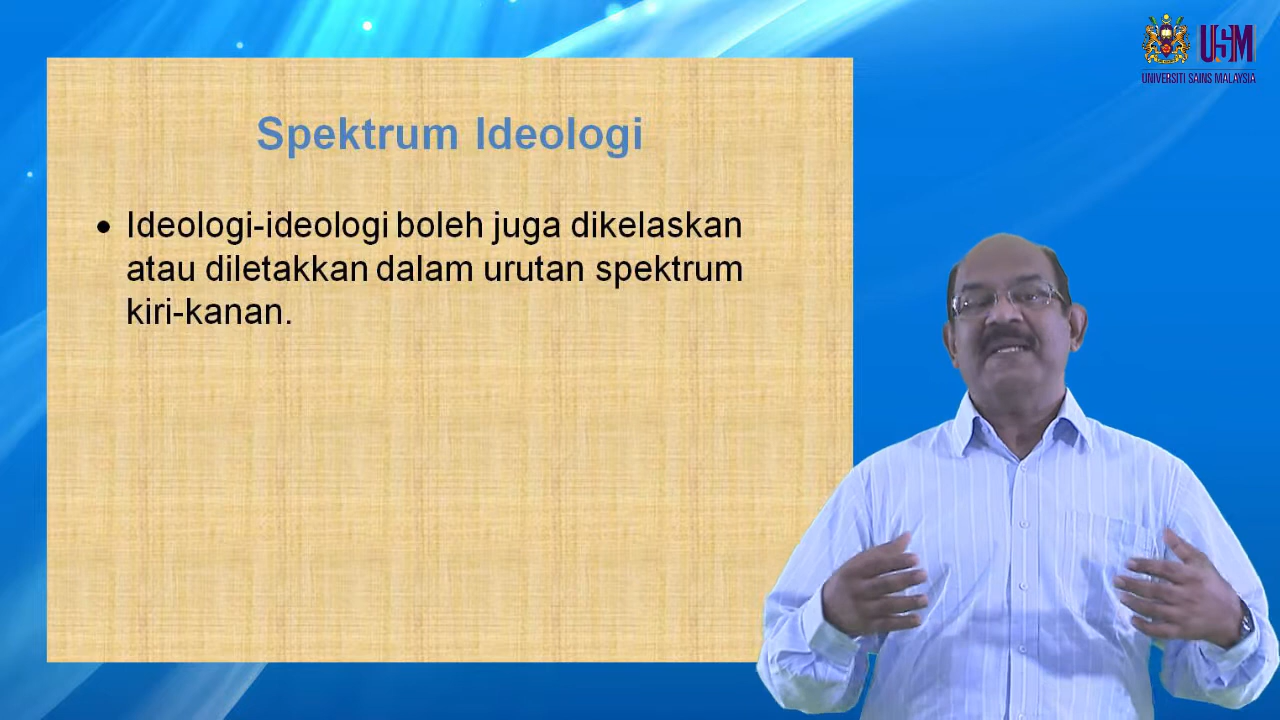 USM
UNIVERSITI SAINS MALAYSIA
Spektrum Ideologi
• Ideologi-ideologi boleh juga dikelaskan
atau diletakkan dalam urutan spektrum
kiri-kanan.